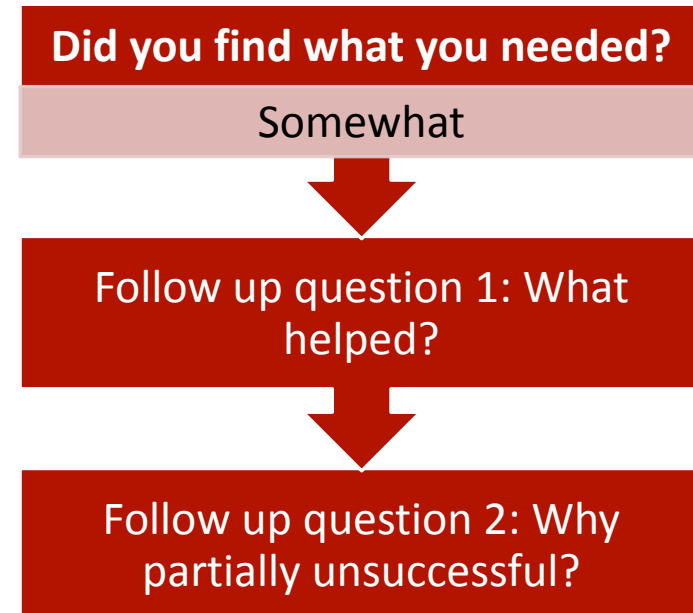 Did you find what you needed?
Somewhat
Follow up question 1: What
helped?
Follow up question 2: Why
partially unsuccessful?